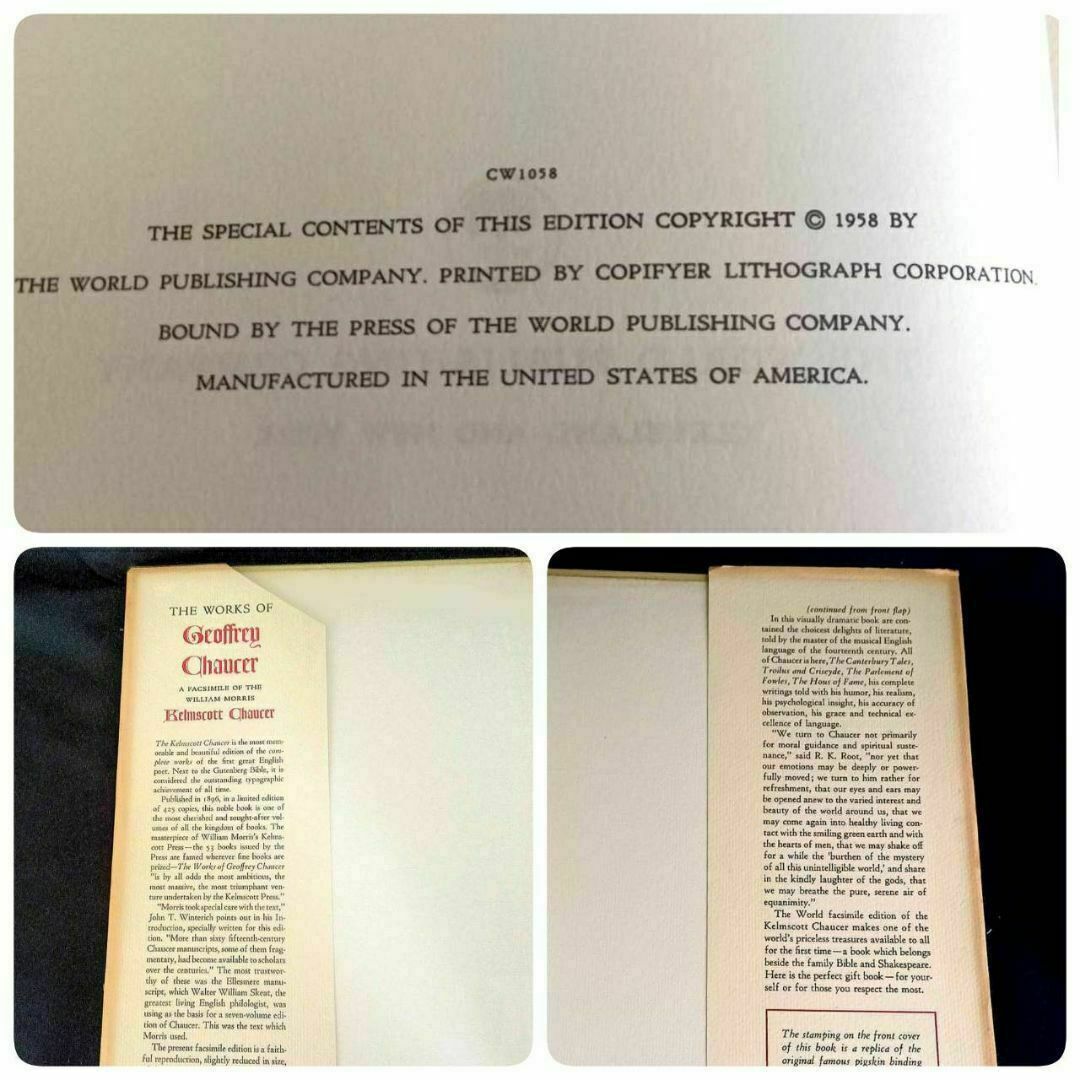 CW1058
THE SPECIAL CONTENTS OF THIS EDITION COPYRIGHT © 1958 BY
THE WORLD PUBLISHING COMPANY. PRINTED BY COPIFYER LITHOGRAPH CORPORATION.
BOUND BY THE PRESS OF THE WORLD PUBLISHING COMPANY.
MANUFACTURED IN THE UNITED STATES OF AMERICA.
THE WORKS OF
Geoffrey
Chaucer
A FACSIMILE OF THE
WILLIAM MORRIS
Kelmscott Chaucer
The Kelmscott Chaucer is the most mem-
orable and beautiful edition of the com-
plete works of the first great English
poet. Next to the Gutenberg Bible, it is
considered the outstanding typographic
achievement of all time.
Published in 1896, in a limited edition
of 425 copies, this noble book is one of
the most cherished and sought-after vol-
umes of all the kingdom of books. The
masterpiece of William Morris's Kelms-
cott Press—the 53 books issued by the
Press are famed wherever fine books are
prized—The Works of Geoffrey Chaucer
"is by all odds the most ambitious, the
most massive, the most triumphant ven-
ture undertaken by the Kelmscott Press."
"Morris took special care with the text,"
John T. Winterich points out in his In-
troduction, specially written for this edi-
tion. "More than sixty fifteenth-century
Chaucer manuscripts, some of them frag-
mentary, had become available to scholars
over the centuries." The most trustwor-
thy of these was the Ellesmere manu-
script, which Walter William Skeat, the
greatest living English philologist, was
using as the basis for a seven-volume edi-
tion of Chaucer. This was the text which
Morris used.
The present facsimile edition is a faith-
ful reproduction, slightly reduced in size,
(continued from front flap)
In this visually dramatic book are con-
tained the choicest delights of literature,
told by the master of the musical English
language of the fourteenth century. All
of Chaucer is here, The Canterbury Tales,
Troilus and Criseyde, The Parlement of
Fowles, The Hous of Fame, his complete
writings told with his humor, his realism,
his psychological insight, his accuracy of
observation, his grace and technical ex-
cellence of language.
"We turn to Chaucer not primarily
for moral guidance and spiritual suste-
nance," said R. K. Root, "nor yet that
our emotions may be deeply or power-
fully moved; we turn to him rather for
refreshment, that our eyes and ears may
be opened anew to the varied interest and
beauty of the world around us, that we
may come again into healthy living con-
tact with the smiling green earth and with
the hearts of men, that we may shake off
for a while the 'burthen of the mystery
of all this unintelligible world,' and share
in the kindly laughter of the gods, that
we may breathe the pure, serene air of
equanimity."
The World facsimile edition of the
Kelmscott Chaucer makes one of the
world's priceless treasures available to all
for the first time—a book which belongs
beside the family Bible and Shakespeare.
Here is the perfect gift book—for your-
self or for those you respect the most.
The stamping on the front cover
of this book is a replica of the
original famous pigskin binding